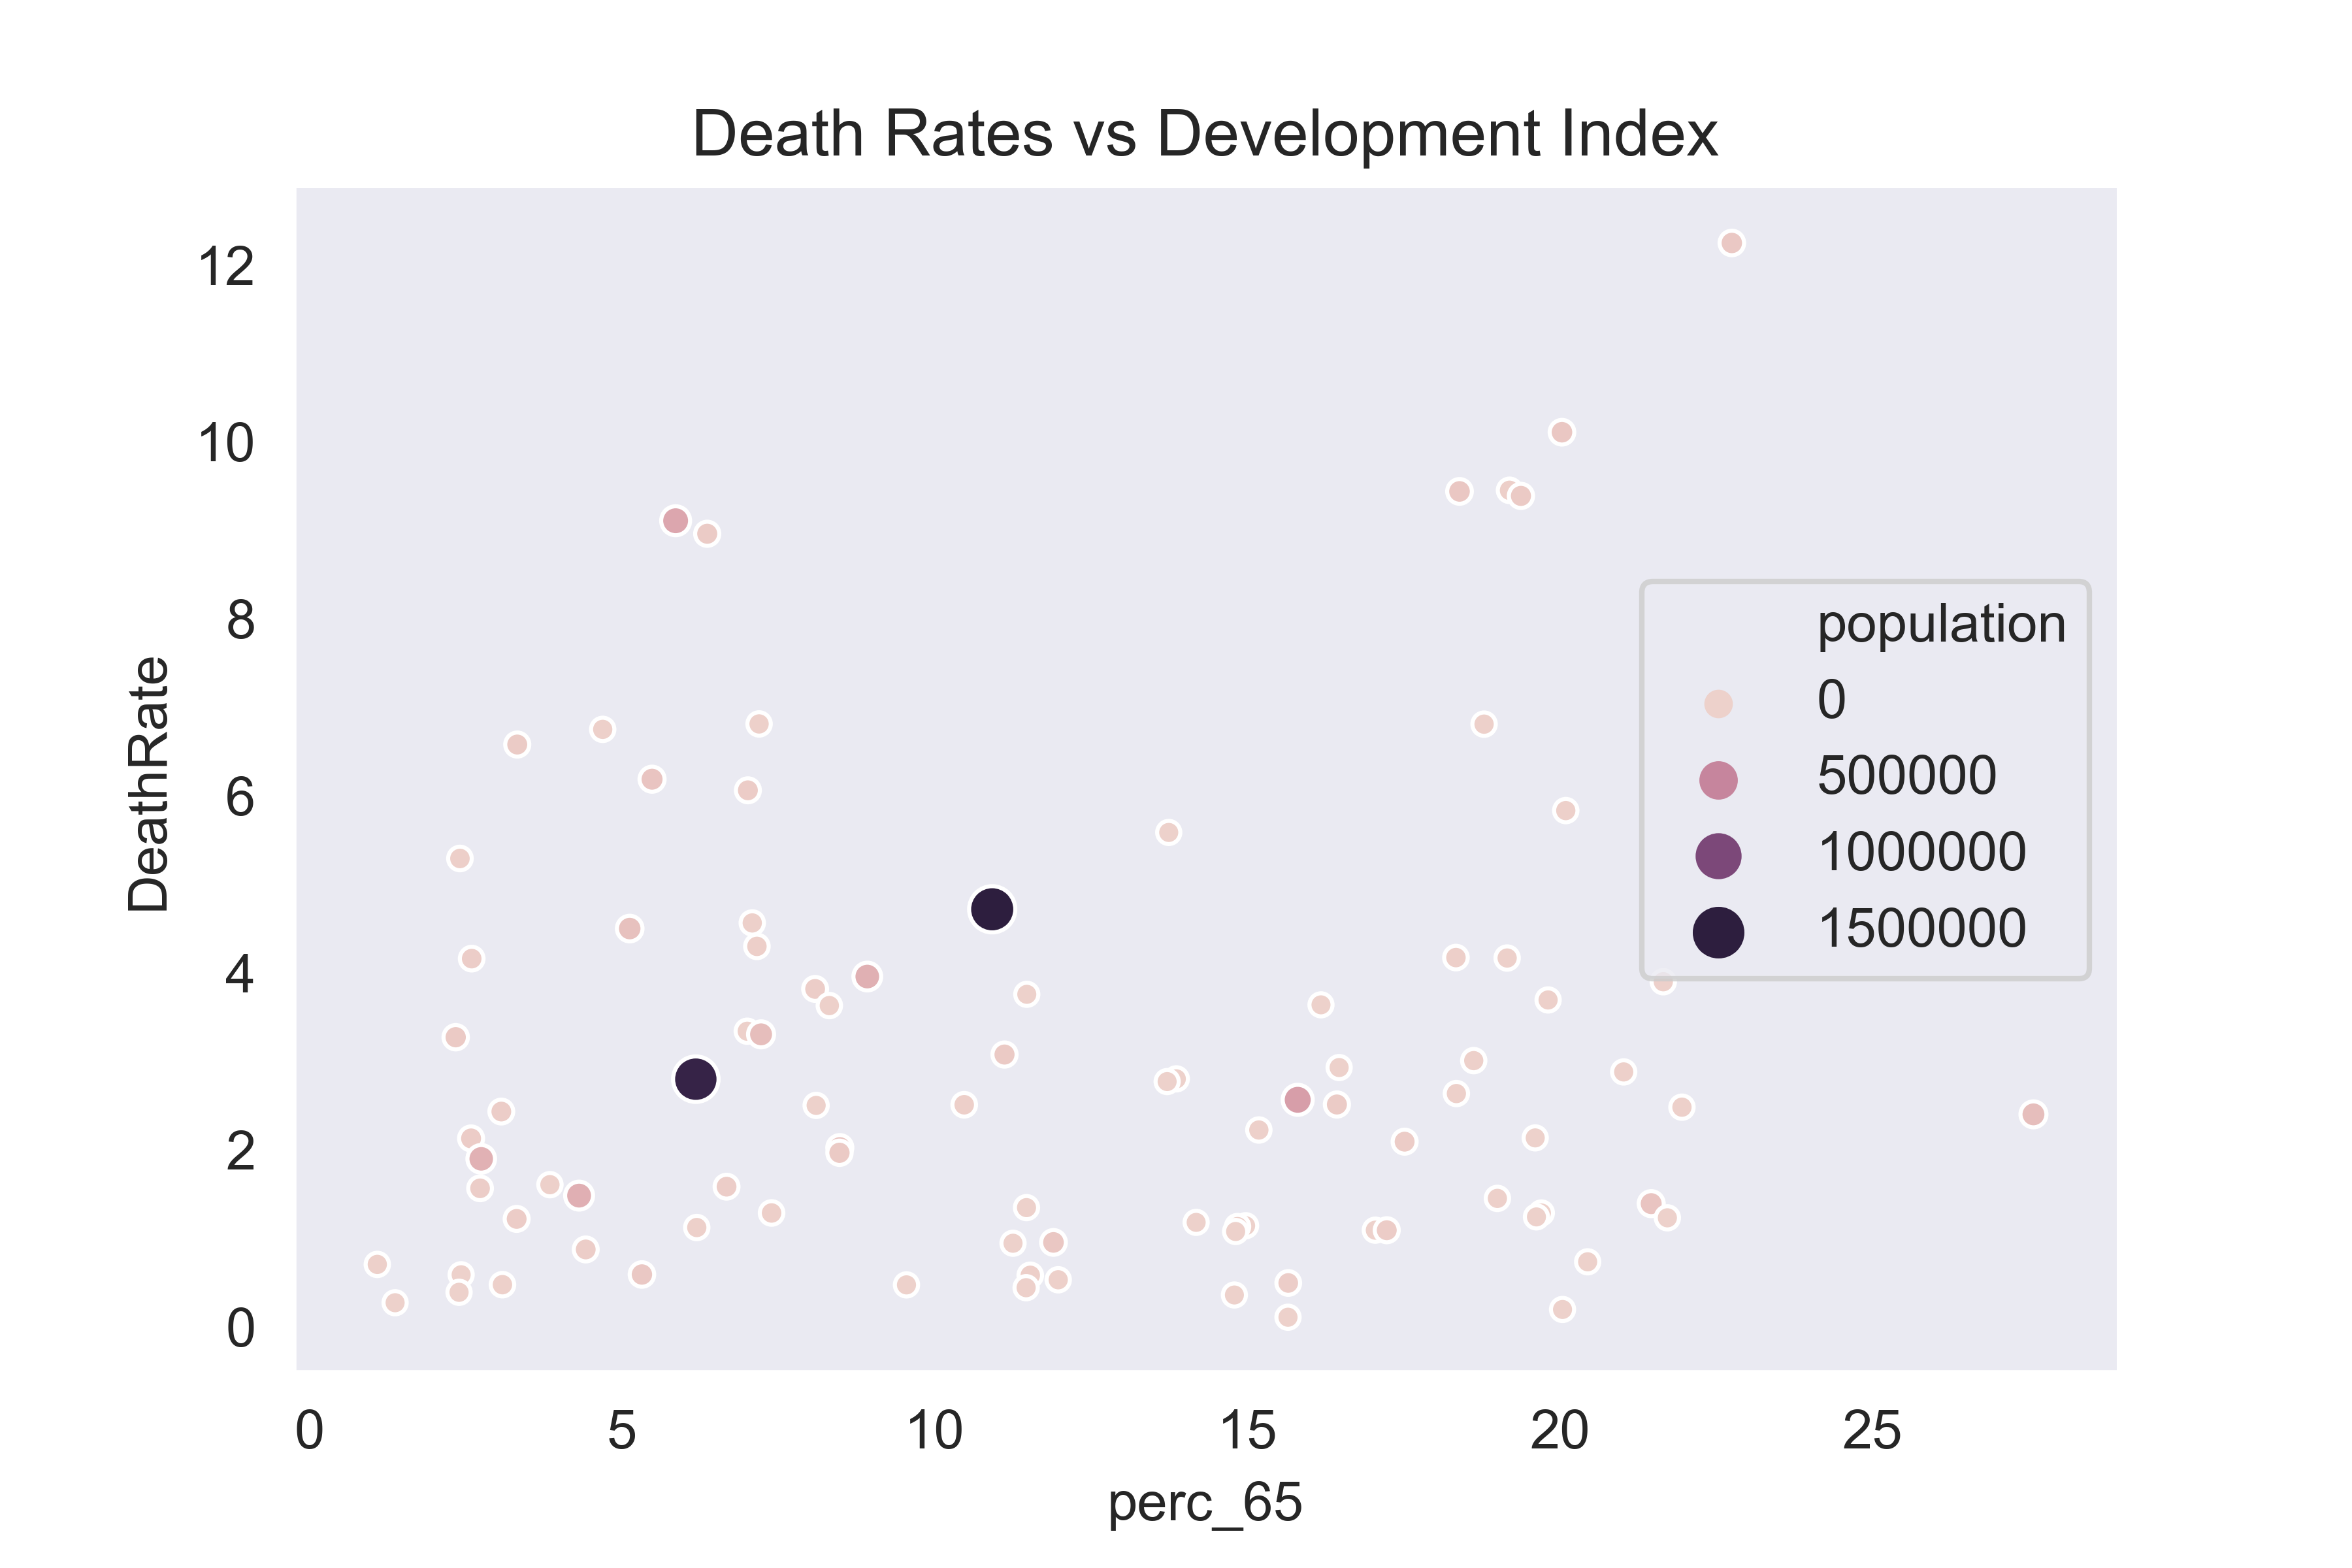 Death Rates vs Development Index
12
10
8
6
4
2
0
DeathRate
population
0
500000
1000000
1500000
0 5 10 15 20 25
perc_65